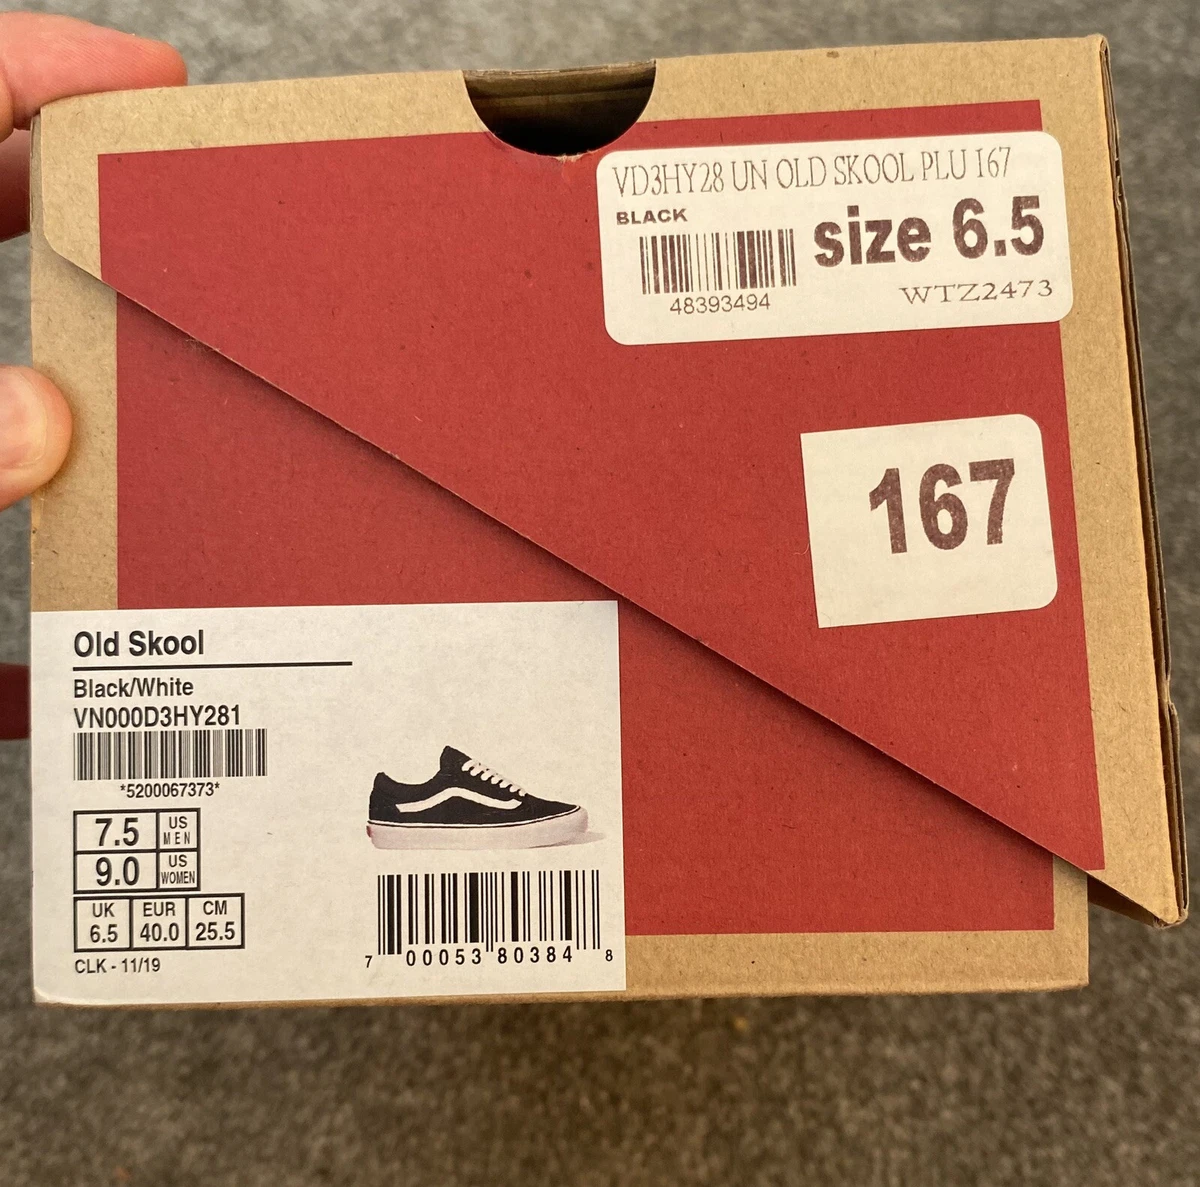 VD3HY28 UN OLD SKOOL PLU 167
BLACK
size 6.5
48393494
WTZ2473
167
Old Skool
Black/White
VN000D3HY281
*5200067373*
7.5 US MEN
9.0 US WOMEN
UK EUR CM
6.5 40.0 25.5
CLK - 11/19
7 00053 80384 8